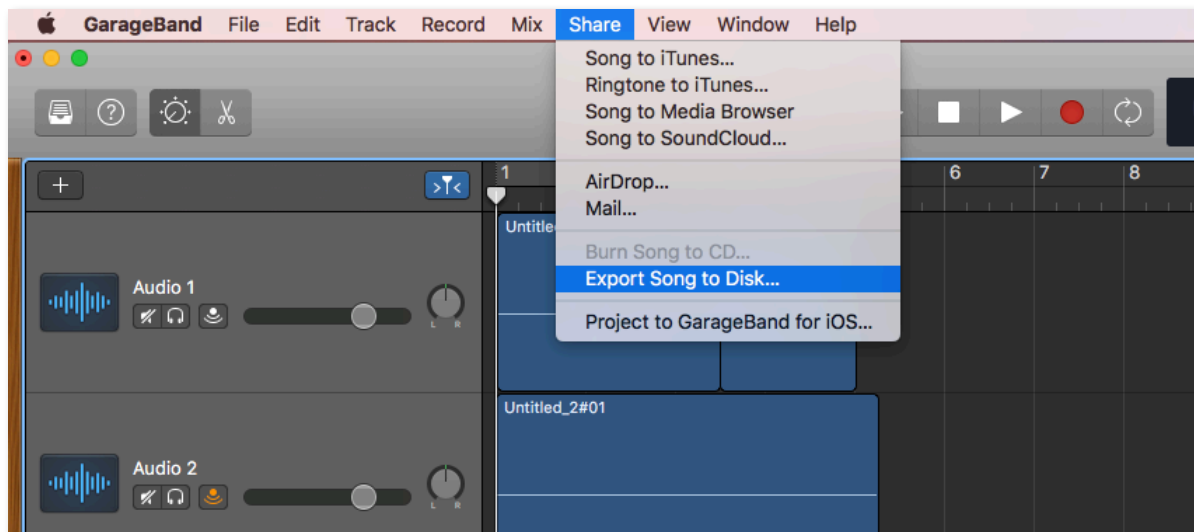 GarageBand File Edit Track Record Mix Share View Window Help
Song to iTunes...
Ringtone to iTunes...
Song to Media Browser
Song to SoundCloud...
AirDrop...
Mail...
Burn Song to CD...
Export Song to Disk...
Project to GarageBand for iOS...
1 6 7 8
Audio 1
L R
Untitled_2#01
Audio 2
L R